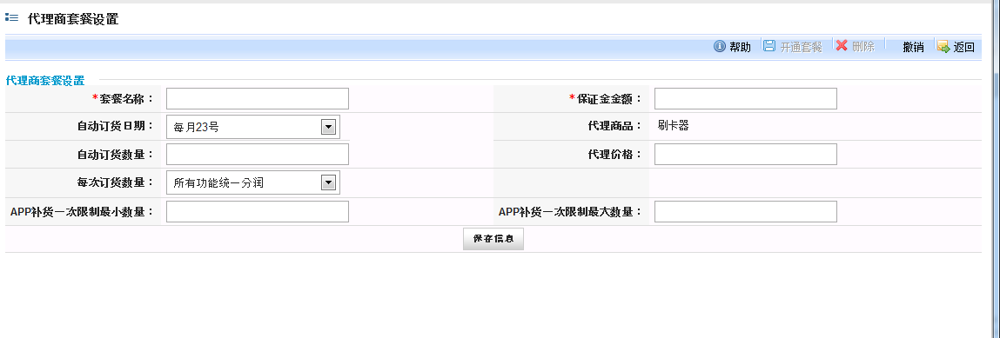 代理商套餐设置
帮助 开通套餐 删除 撤销 返回
代理商套餐设置
*套餐名称： *保证金金额：
自动订货日期： 每月23号 代理商品： 刷卡器
自动订货数量： 代理价格：
每次订货数量： 所有功能统一分润
APP补货一次限制最小数量： APP补货一次限制最大数量：
保存信息